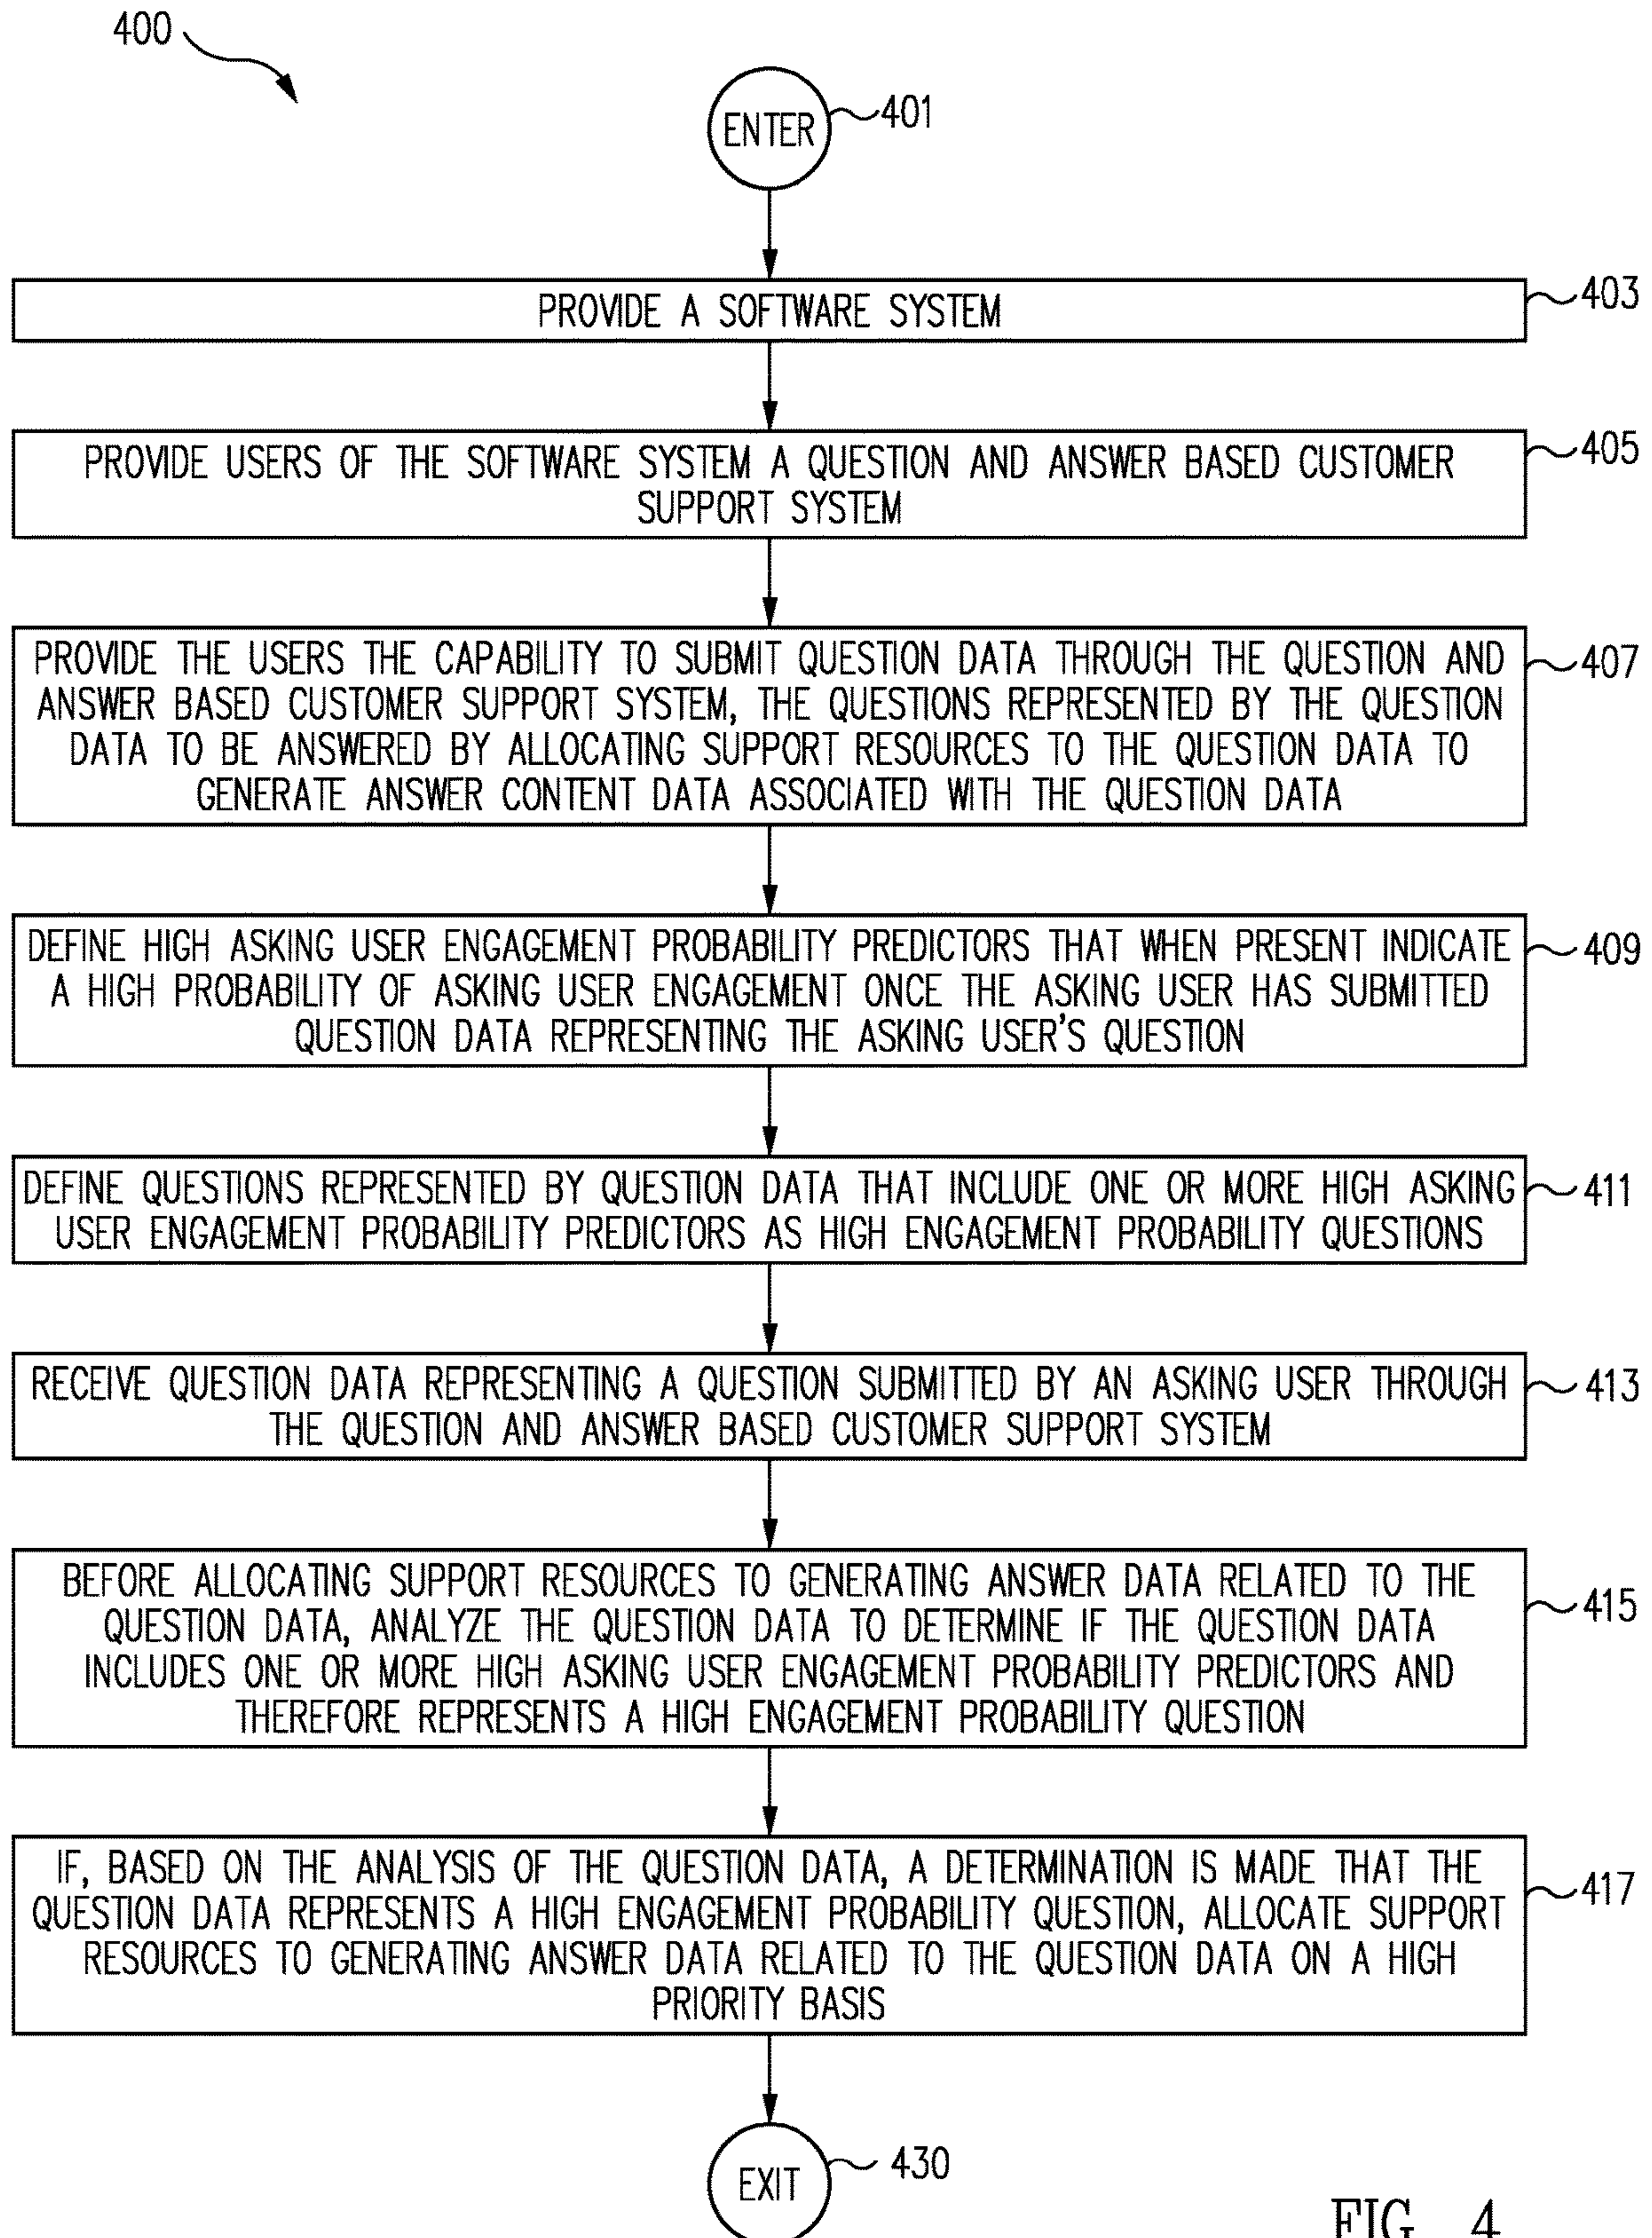 400
ENTER
401
PROVIDE A SOFTWARE SYSTEM
403
PROVIDE USERS OF THE SOFTWARE SYSTEM A QUESTION AND ANSWER BASED CUSTOMER
SUPPORT SYSTEM
405
PROVIDE THE USERS THE CAPABILITY TO SUBMIT QUESTION DATA THROUGH THE QUESTION AND
ANSWER BASED CUSTOMER SUPPORT SYSTEM, THE QUESTIONS REPRESENTED BY THE QUESTION
DATA TO BE ANSWERED BY ALLOCATING SUPPORT RESOURCES TO THE QUESTION DATA TO
GENERATE ANSWER CONTENT DATA ASSOCIATED WITH THE QUESTION DATA
407
DEFINE HIGH ASKING USER ENGAGEMENT PROBABILITY PREDICTORS THAT WHEN PRESENT INDICATE
A HIGH PROBABILITY OF ASKING USER ENGAGEMENT ONCE THE ASKING USER HAS SUBMITTED
QUESTION DATA REPRESENTING THE ASKING USER'S QUESTION
409
DEFINE QUESTIONS REPRESENTED BY QUESTION DATA THAT INCLUDE ONE OR MORE HIGH ASKING
USER ENGAGEMENT PROBABILITY PREDICTORS AS HIGH ENGAGEMENT PROBABILITY QUESTIONS
411
RECEIVE QUESTION DATA REPRESENTING A QUESTION SUBMITTED BY AN ASKING USER THROUGH
THE QUESTION AND ANSWER BASED CUSTOMER SUPPORT SYSTEM
413
BEFORE ALLOCATING SUPPORT RESOURCES TO GENERATING ANSWER DATA RELATED TO THE
QUESTION DATA, ANALYZE THE QUESTION DATA TO DETERMINE IF THE QUESTION DATA
INCLUDES ONE OR MORE HIGH ASKING USER ENGAGEMENT PROBABILITY PREDICTORS AND
THEREFORE REPRESENTS A HIGH ENGAGEMENT PROBABILITY QUESTION
415
IF, BASED ON THE ANALYSIS OF THE QUESTION DATA, A DETERMINATION IS MADE THAT THE
QUESTION DATA REPRESENTS A HIGH ENGAGEMENT PROBABILITY QUESTION, ALLOCATE SUPPORT
RESOURCES TO GENERATING ANSWER DATA RELATED TO THE QUESTION DATA ON A HIGH
PRIORITY BASIS
417
EXIT
430
FIG. 4